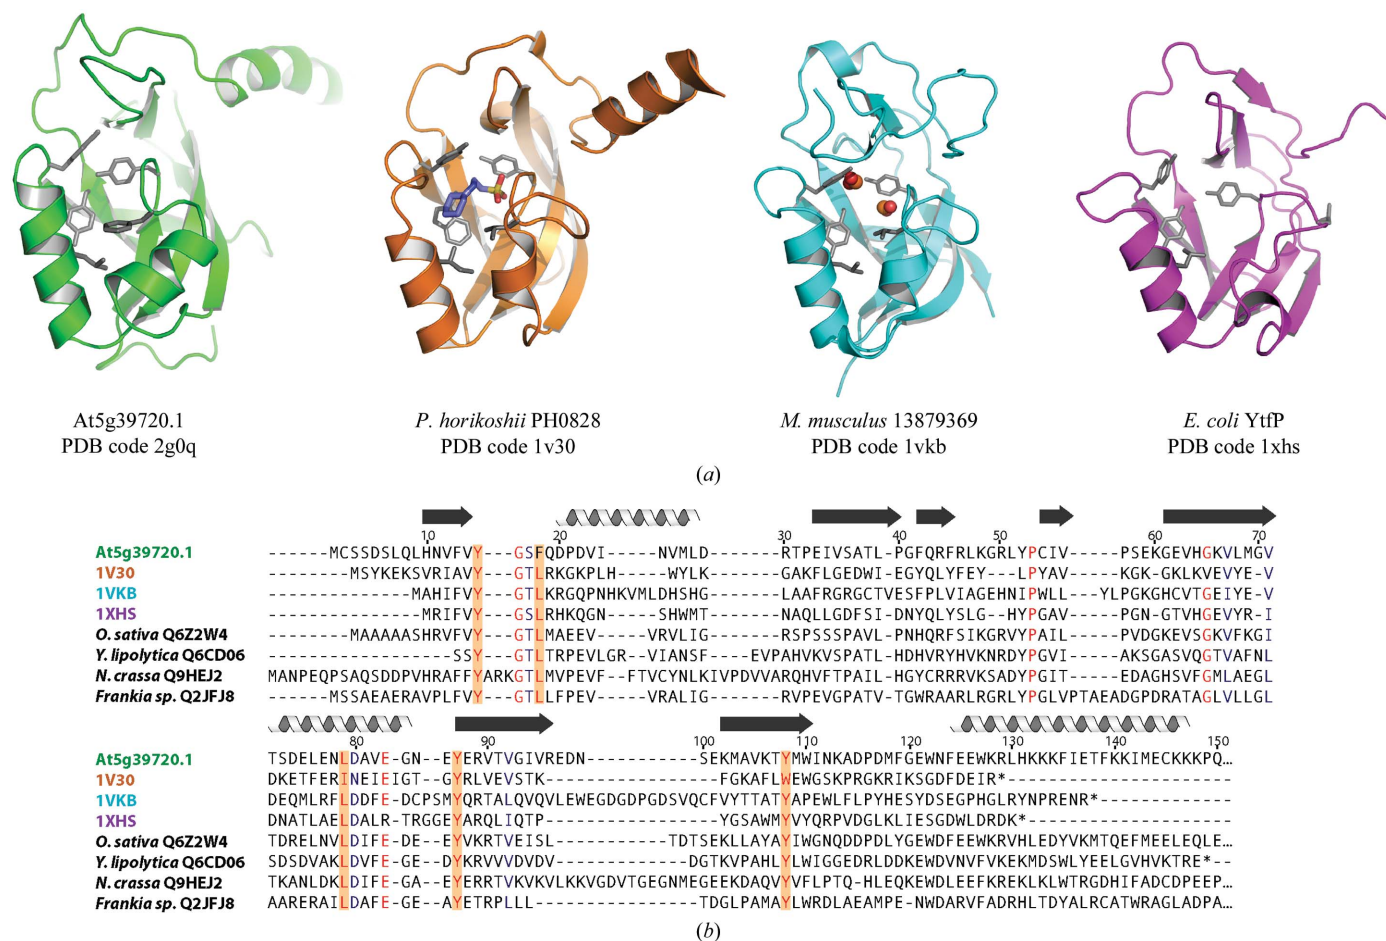 At5g39720.1
PDB code 2g0q
P. horikoshii PH0828
PDB code 1v30
M. musculus 13879369
PDB code 1vkb
E. coli YtfP
PDB code 1xhs
(a)
10 20 30 40 50 60 70
At5g39720.1 -----MCSSDSLQLHNVFVY---GSFQDPDVI----NVMLD------RTPEIVSATL-PGFQRFRLKGRLYPCIV----PSEKGEVHGKVLMGV
1V30 ------MSYKEKSVRIAVY---GTLRKGKPLH----WYLK-------GAKFLGEDWI-EGYQLYFEY---LPYAV----KGK-GKLKVEVYE-V
1VKB -----------MAHIFVY---GTLKRGQPNHKVMLDHSHG------LAAFRGRGCTVESFPLVIAGEHNIPWLL---YLPGKGHCVTGEIYE-V
1XHS ------------MRIFVY---GSLRHKQGN----SHWMT-------NAQLLGDFSI-DNYQLYSLG--HYPGAV----PGN-GTVHGEVYR-I
O. sativa Q6Z2W4 ------MAAAAASHRVFVY---GTLMAEEV-----VRVLIG------RSPSSSPAVL-PNHQRFSIKGRVYPAIL----PVDGKEVSGKVFKGI
Y. lipolytica Q6CD06 --------------SSY---GTLTRPEVLGR----VIANSF---EVPAHVKVSPATL-HDHVRYHVKNRDYPGVI----AKSGASVQGTVAFNL
N. crassa Q9HEJ2 MANPEQPSAQSDDPVHRAFFYARKGTLMVPEVF--FTVCYNLKIVPDVVARQHVFTPAIL-HGYCRRRVKSADYPGIT----EDAGHSVFGMLAEGL
Frankia sp. Q2JFJ8 ------MSSAEAERAVPLFVY---GTLLFPEV-----VRALIG------RPEVGPATV-TGWRAARLRGRLYPGLVPTAEADGPDRATAGLVLLGL
80 90 100 110 120 130 140 150
At5g39720.1 TSDELENLDAVE-GN--EYERVTVGIVREDN-----------SEKMAVKTYMWINKADPDMFGEWNFEEWKRLHKKKFIETFKKIMECKKKPQ...
1V30 DKETFERINEIEIGT-GYRLVEVSTK---------------FGKAFLWEWGSKPRGKRIKSGDFDEIR*
1VKB DEQMLRFLDDFE-DCPSMYQRTALQVQVLEWEGDGDPGDSVQCFVYTTATYAPEWLFLPYHESYDSEGPHGLRYNPRENR*
1XHS DNATLAELDALR-TRGGEYARQLIQTP---------------YGSAWMYVYQRPVDGLKLIESGDWLDRDK*
O. sativa Q6Z2W4 TDRELNVLDIFE-DE--EYVKRTVEISL---------TDTSEKLLAYAYIWGNQDDPDLYGEWDFEEWKRVHLEDYVKMTQEFMEELEQLE...
Y. lipolytica Q6CD06 SDSDVAKLDVFE-GE--DYKRVVVDVDV-----------DGTKVPAHLYLWIGGEDRLDDKEWDVNVFVKEKMDSWLYEELGVHVKTRE*
N. crassa Q9HEJ2 TKANLDKLDIFE-GA--EYERRTVKVKVLKKVGDVTGEGNMEGEEKDAQVYVFLPTQ-HLEQKEWDLEEFKREKLKLWTRGDHIFADCDPEEP...
Frankia sp. Q2JFJ8 AARERAILDAFE-GE--AYETRPLLL-------------TDGLPAMAYLWRDLAEAMPE-NWDARVFADRHLTDYALRCATWRAGLADPA...
(b)